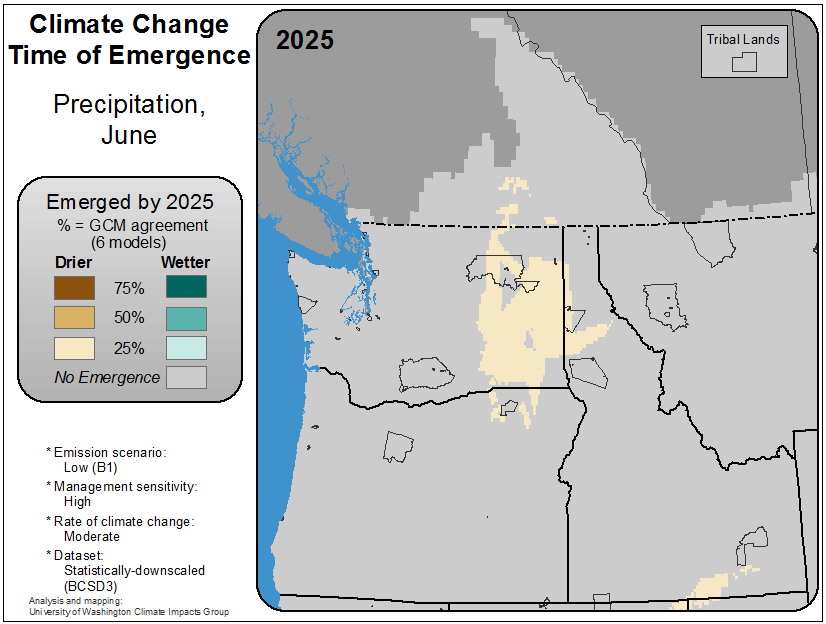 Climate Change
Time of Emergence
Precipitation,
June
Emerged by 2025
% = GCM agreement
(6 models)
Drier
Wetter
75%
50%
25%
No Emergence
* Emission scenario:
Low (B1)
* Management sensitivity:
High
* Rate of climate change:
Moderate
* Dataset:
Statistically-downscaled
(BCSD3)
Analysis and mapping:
University of Washington Climate Impacts Group
2025
Tribal Lands